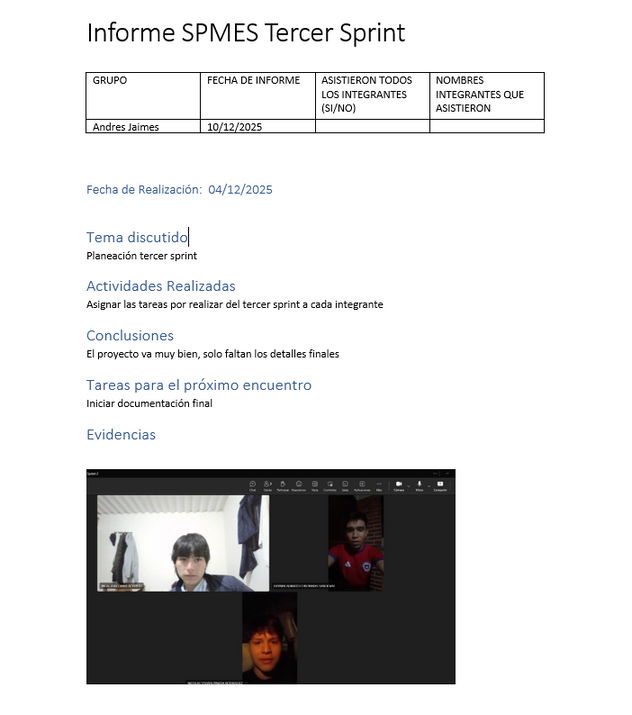 Informe SPMES Tercer Sprint
GRUPO
FECHA DE INFORME
ASISTIERON TODOS
LOS INTEGRANTES
(SI/NO)
NOMBRES
INTEGRANTES QUE
ASISTIERON
Andres Jaimes
10/12/2025
Fecha de Realización: 04/12/2025
Tema discutido
Planeación tercer sprint
Actividades Realizadas
Asignar las tareas por realizar del tercer sprint a cada integrante
Conclusiones
El proyecto va muy bien, solo faltan los detalles finales
Tareas para el próximo encuentro
Iniciar documentación final
Evidencias